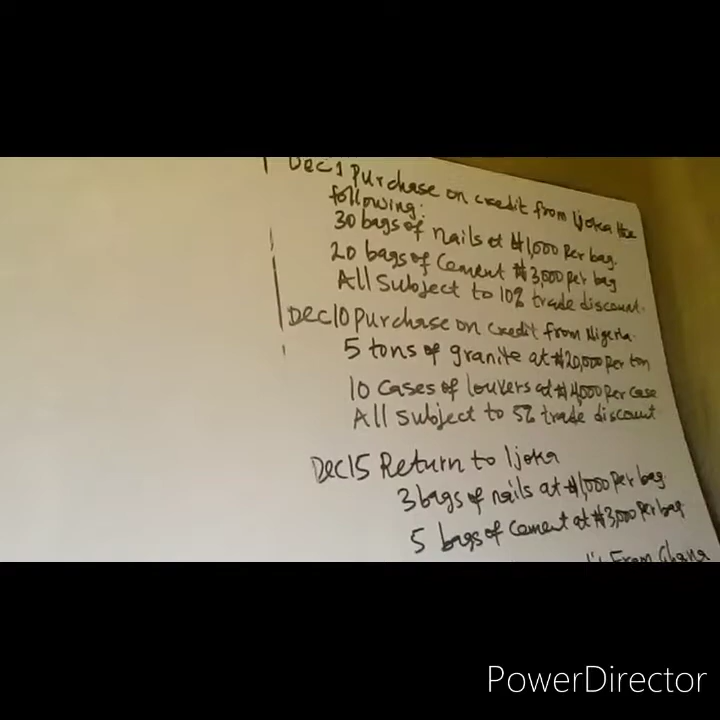 Dec 1 Purchase on credit from Ijoka the
following:
30 bags of nails at ₦1,000 per bag.
20 bags of Cement ₦3,000 per bag
All Subject to 10% trade discount.
Dec 10 Purchase on credit from Nigeria.
5 tons of granite at ₦20,000 per ton
10 Cases of louvers at ₦4,000 per case
All Subject to 5% trade discount
Dec 15 Return to Ijoka
3 bags of nails at ₦1,000 per bag.
5 bags of Cement at ₦3,000 per bag
From Ghana
PowerDirector